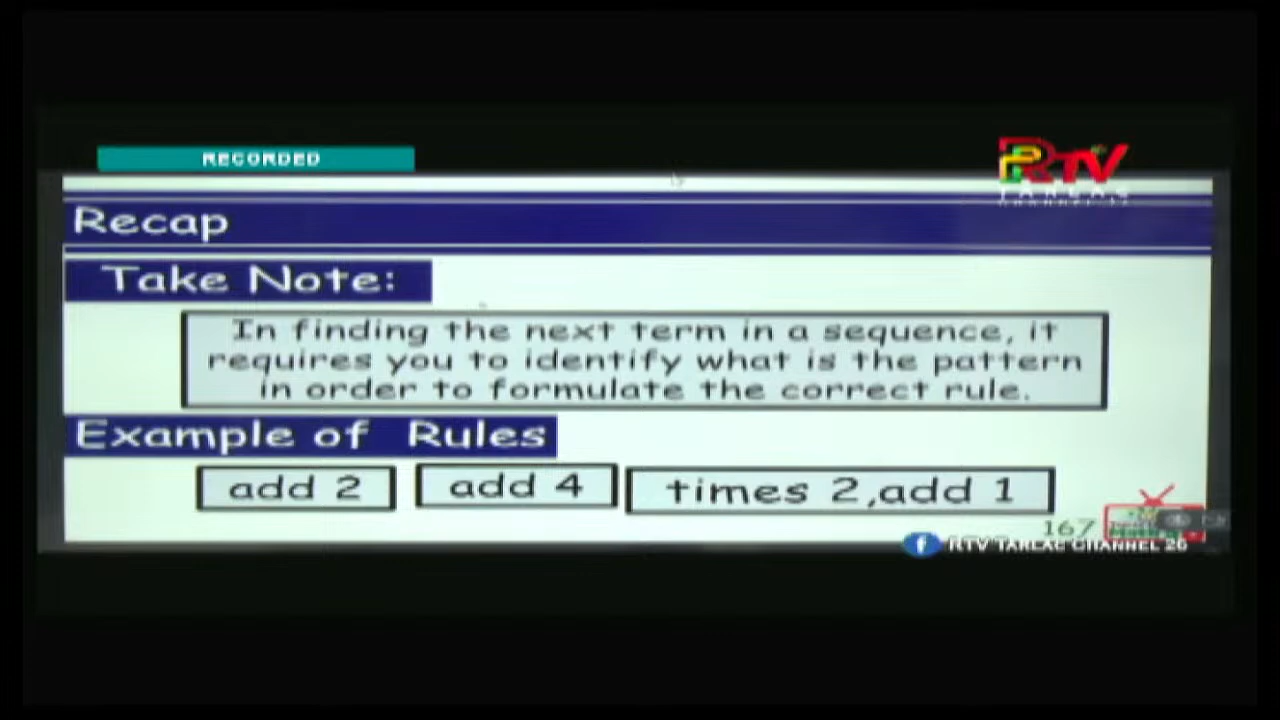 RECORDED
RTV
TARLAC
Recap
Take Note:
In finding the next term in a sequence, it
requires you to identify what is the pattern
in order to formulate the correct rule.
Example of Rules
add 2
add 4
times 2,add 1
167
RTV TARLAC CHANNEL 26